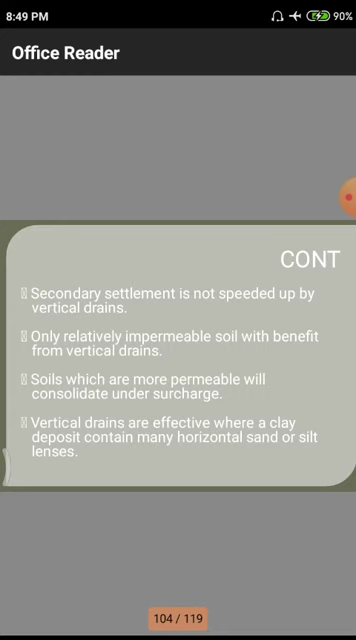 8:49 PM
90%
Office Reader
CONT
Secondary settlement is not speeded up by
vertical drains.
Only relatively impermeable soil with benefit
from vertical drains.
Soils which are more permeable will
consolidate under surcharge.
Vertical drains are effective where a clay
deposit contain many horizontal sand or silt
lenses.
104 / 119